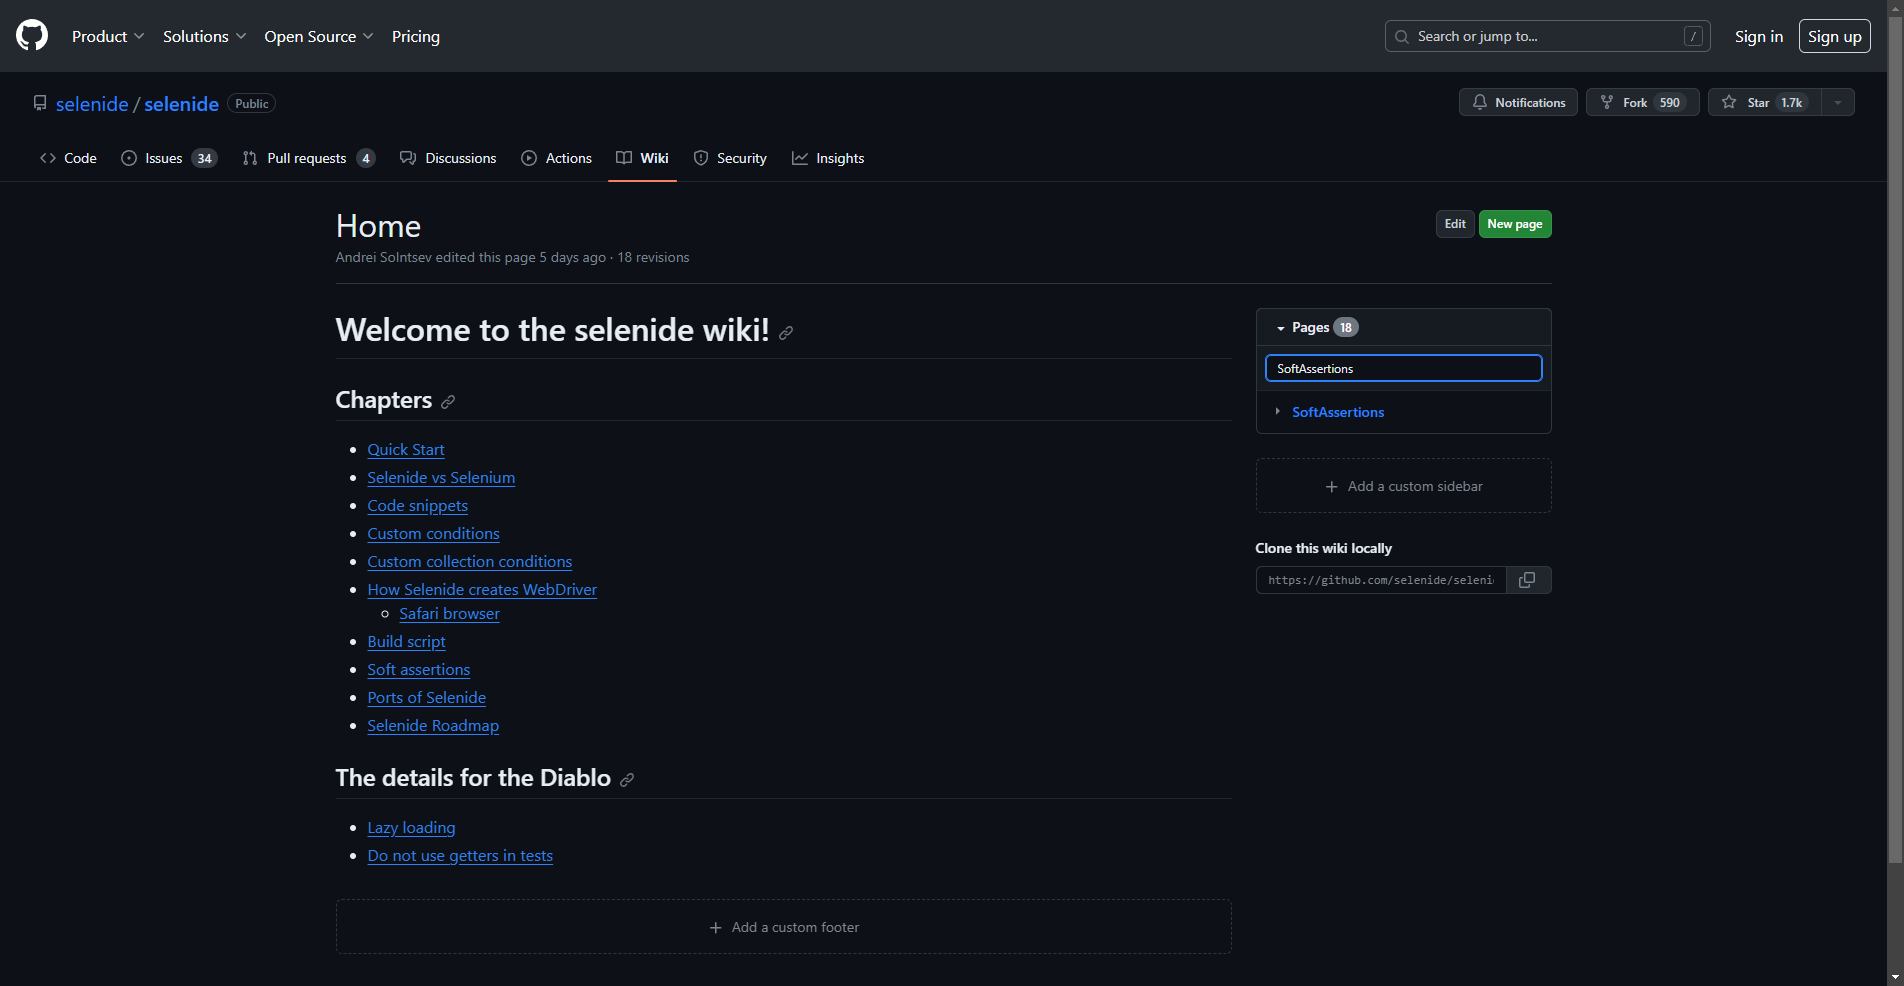 Product Solutions Open Source Pricing Search or jump to... / Sign in Sign up
selenide / selenide Public Notifications Fork 590 Star 1.7k
Code Issues 34 Pull requests 4 Discussions Actions Wiki Security Insights
Home
Edit New page
Andrei Solntsev edited this page 5 days ago · 18 revisions
Welcome to the selenide wiki!
Chapters
Quick Start
Selenide vs Selenium
Code snippets
Custom conditions
Custom collection conditions
How Selenide creates WebDriver
Safari browser
Build script
Soft assertions
Ports of Selenide
Selenide Roadmap
The details for the Diablo
Lazy loading
Do not use getters in tests
Add a custom footer
Pages 18
SoftAssertions
SoftAssertions
Add a custom sidebar
Clone this wiki locally
https://github.com/selenide/seleni